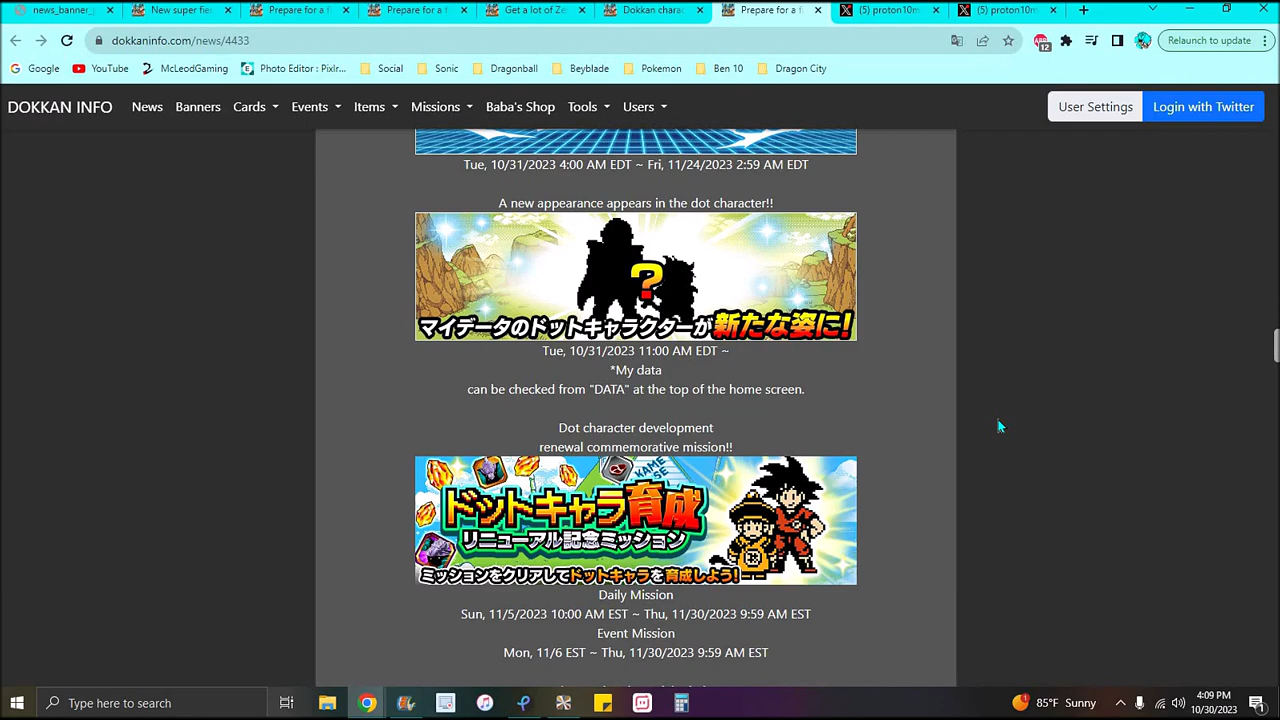 news_banner_
New super fie
Prepare for a f
Prepare for a f
Get a lot of Ze
Dokkan charac
Prepare for a f
(5) proton10m
(5) proton10m
dokkaninfo.com/news/4433
12
Relaunch to update
Google
YouTube
McLeodGaming
Photo Editor : Pixlr...
Social
Sonic
Dragonball
Beyblade
Pokemon
Ben 10
Dragon City
DOKKAN INFO
News
Banners
Cards
Events
Items
Missions
Baba's Shop
Tools
Users
User Settings
Login with Twitter
Tue, 10/31/2023 4:00 AM EDT ~ Fri, 11/24/2023 2:59 AM EDT
A new appearance appears in the dot character!!
?
マイデータのドットキャラクターが新たな姿に!
Tue, 10/31/2023 11:00 AM EDT ~
*My data
can be checked from "DATA" at the top of the home screen.
Dot character development
renewal commemorative mission!!
KAME
ドットキャラ育成
リニューアル記念ミッション
ミッションをクリアしてドットキャラを育成しよう!
Daily Mission
Sun, 11/5/2023 10:00 AM EST ~ Thu, 11/30/2023 9:59 AM EST
Event Mission
Mon, 11/6 EST ~ Thu, 11/30/2023 9:59 AM EST
Type here to search
1
85°F Sunny
4:09 PM
10/30/2023
1